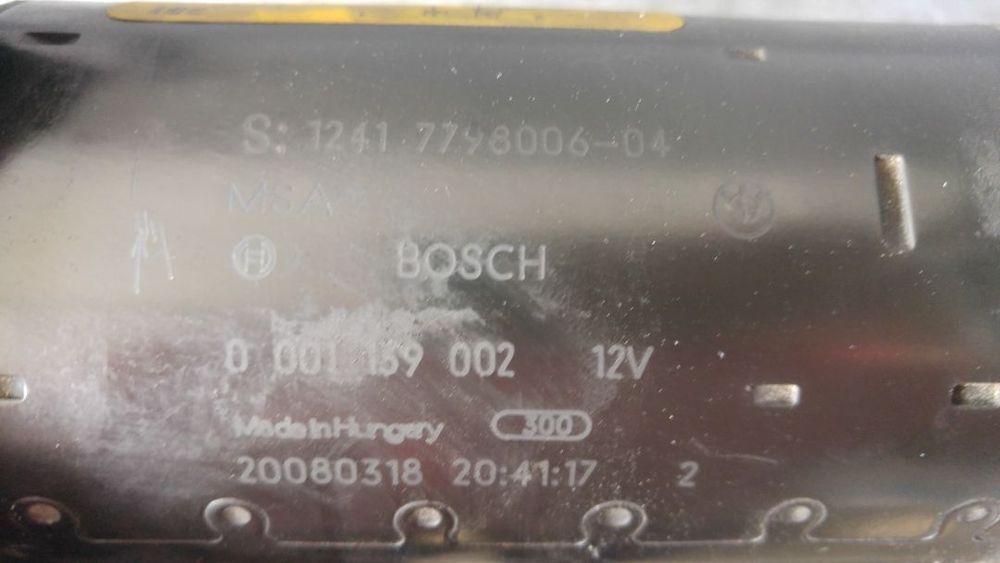 S: 1241 7798006-04
MSA
BOSCH
0 001 139 002 12V
Made in Hungary 300
20080318 20:41:17 2